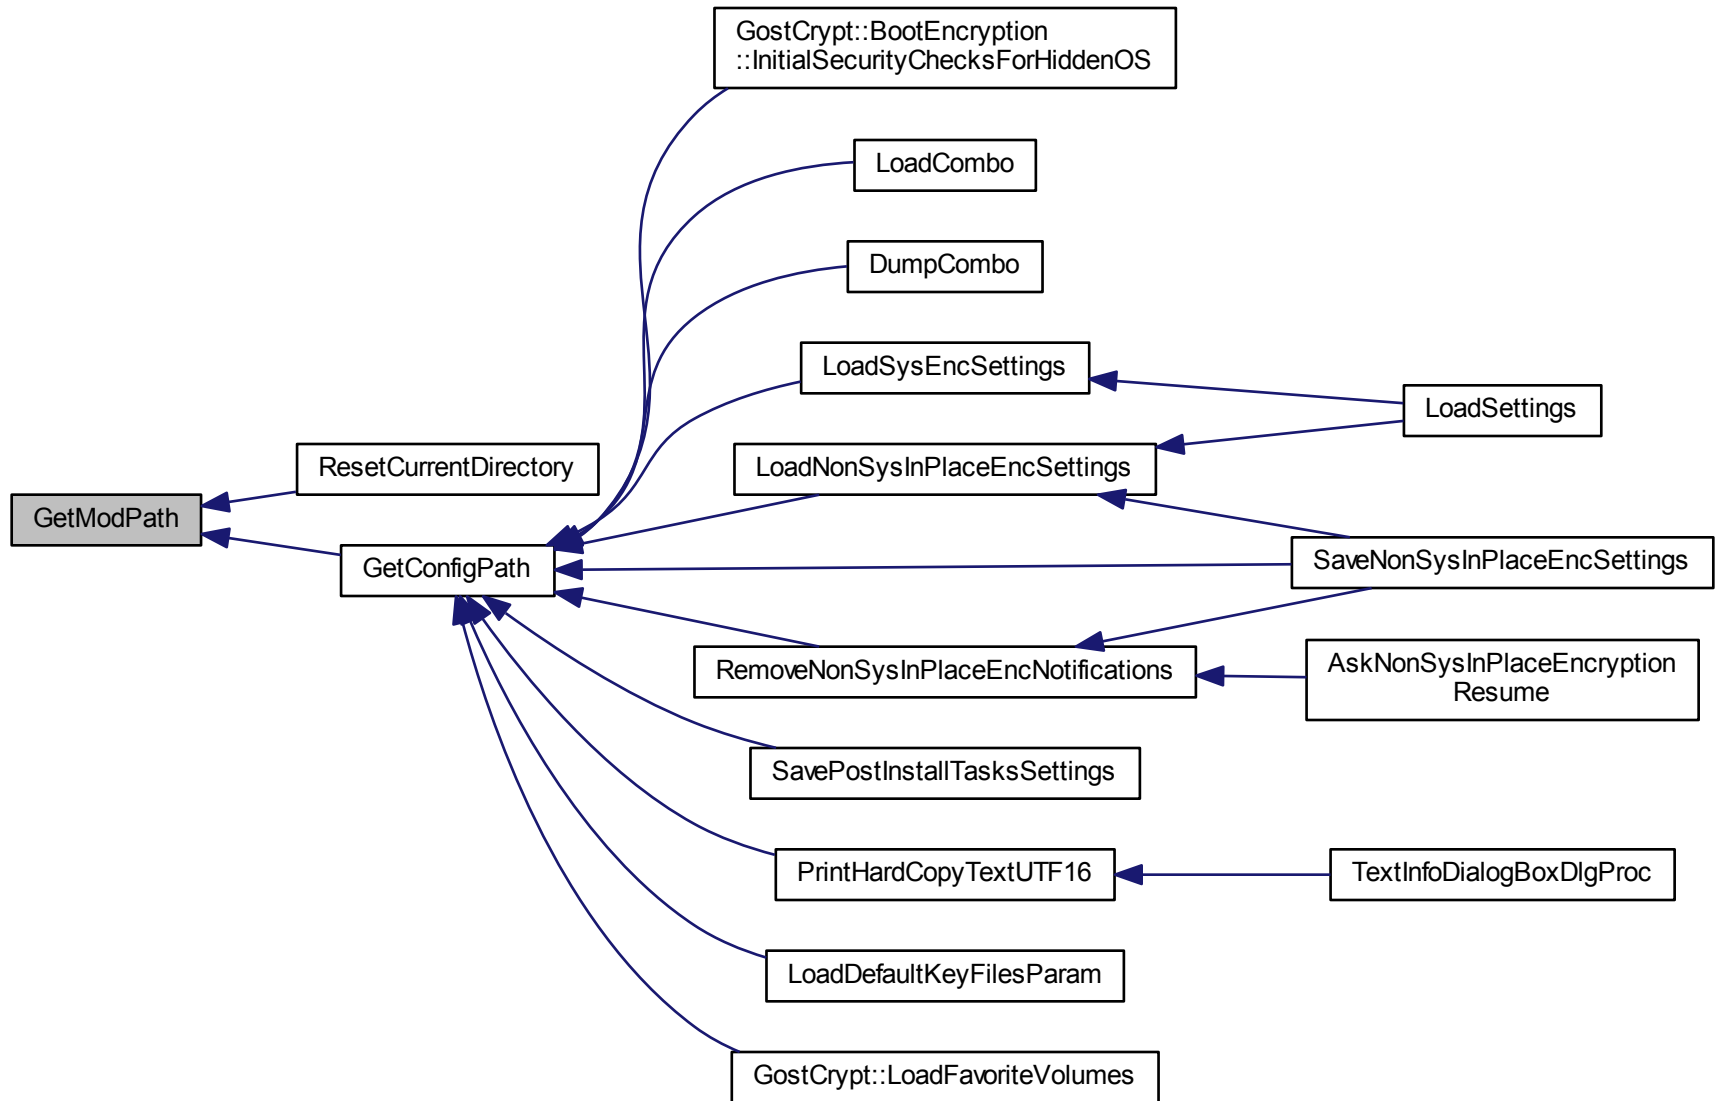 GostCrypt::BootEncryption
::InitialSecurityChecksForHiddenOS
LoadCombo
DumpCombo
LoadSysEncSettings
LoadSettings
ResetCurrentDirectory
LoadNonSysInPlaceEncSettings
GetModPath
GetConfigPath
SaveNonSysInPlaceEncSettings
RemoveNonSysInPlaceEncNotifications
AskNonSysInPlaceEncryption
Resume
SavePostInstallTasksSettings
PrintHardCopyTextUTF16
TextInfoDialogBoxDlgProc
LoadDefaultKeyFilesParam
GostCrypt::LoadFavoriteVolumes